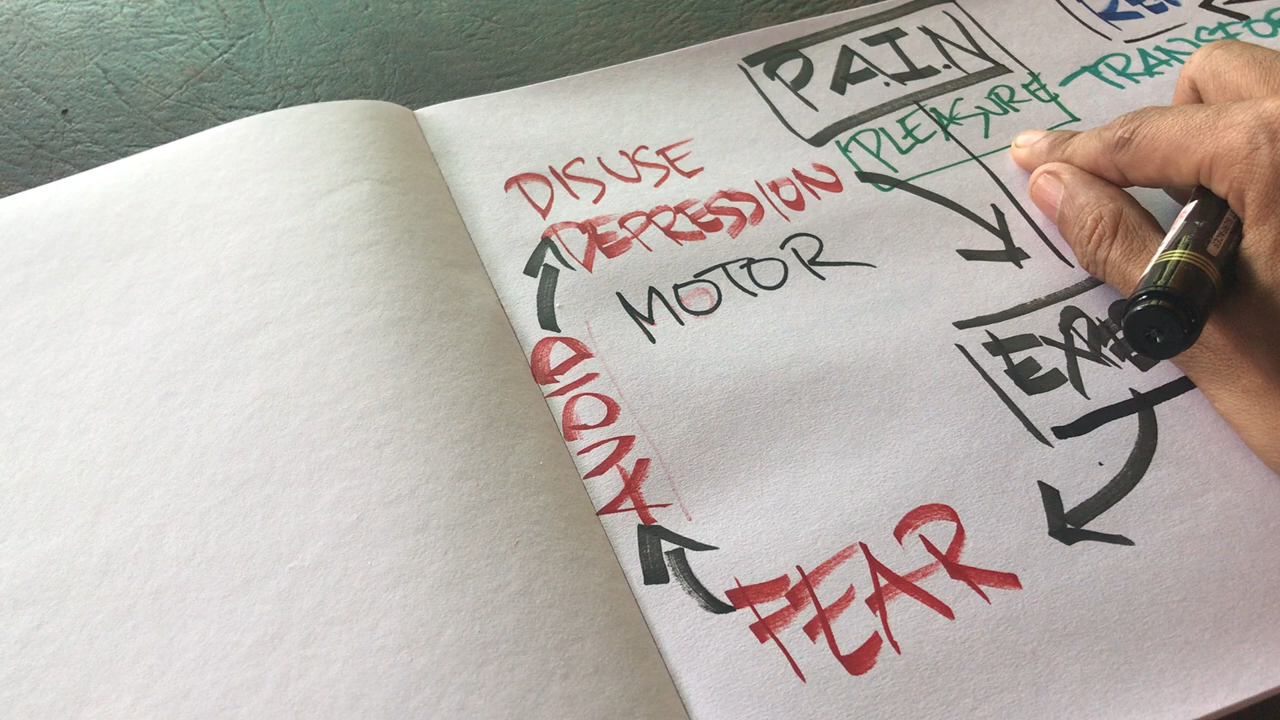 P.A.I.N
PLEASURE
DISUSE
DEPRESSION
MOTOR
AVOID
FEAR